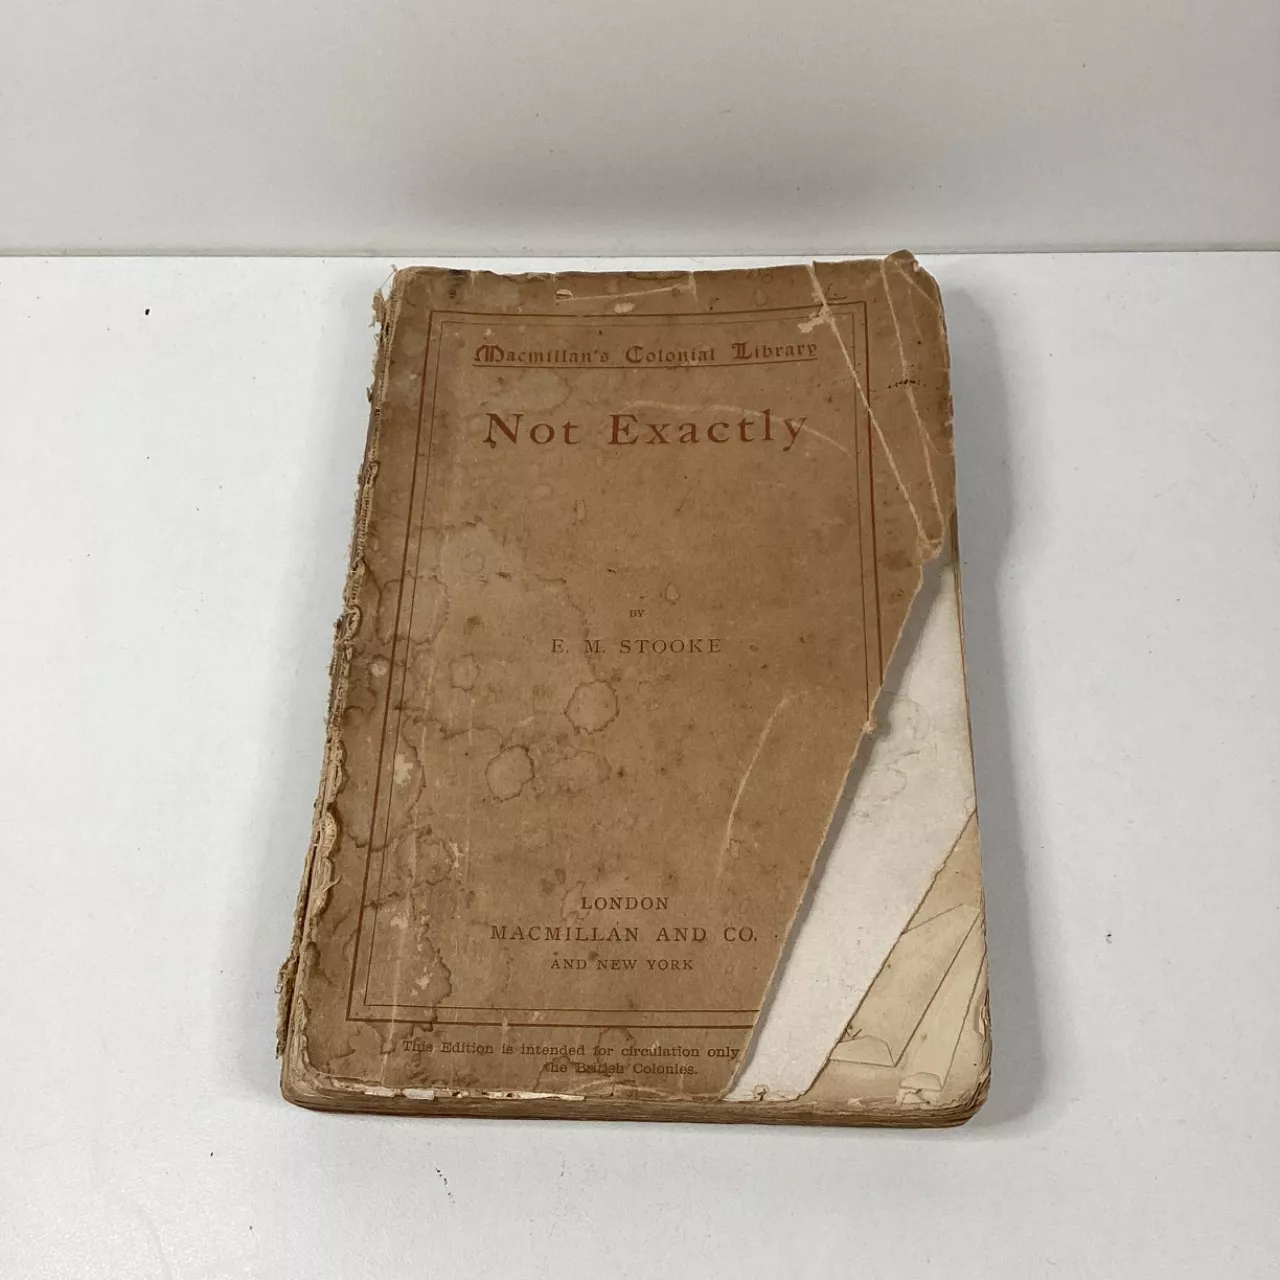 Macmillan's Colonial Library
Not Exactly
BY
E. M. STOOKE
LONDON
MACMILLAN AND CO.
AND NEW YORK
This Edition is intended for circulation only
the British Colonies.